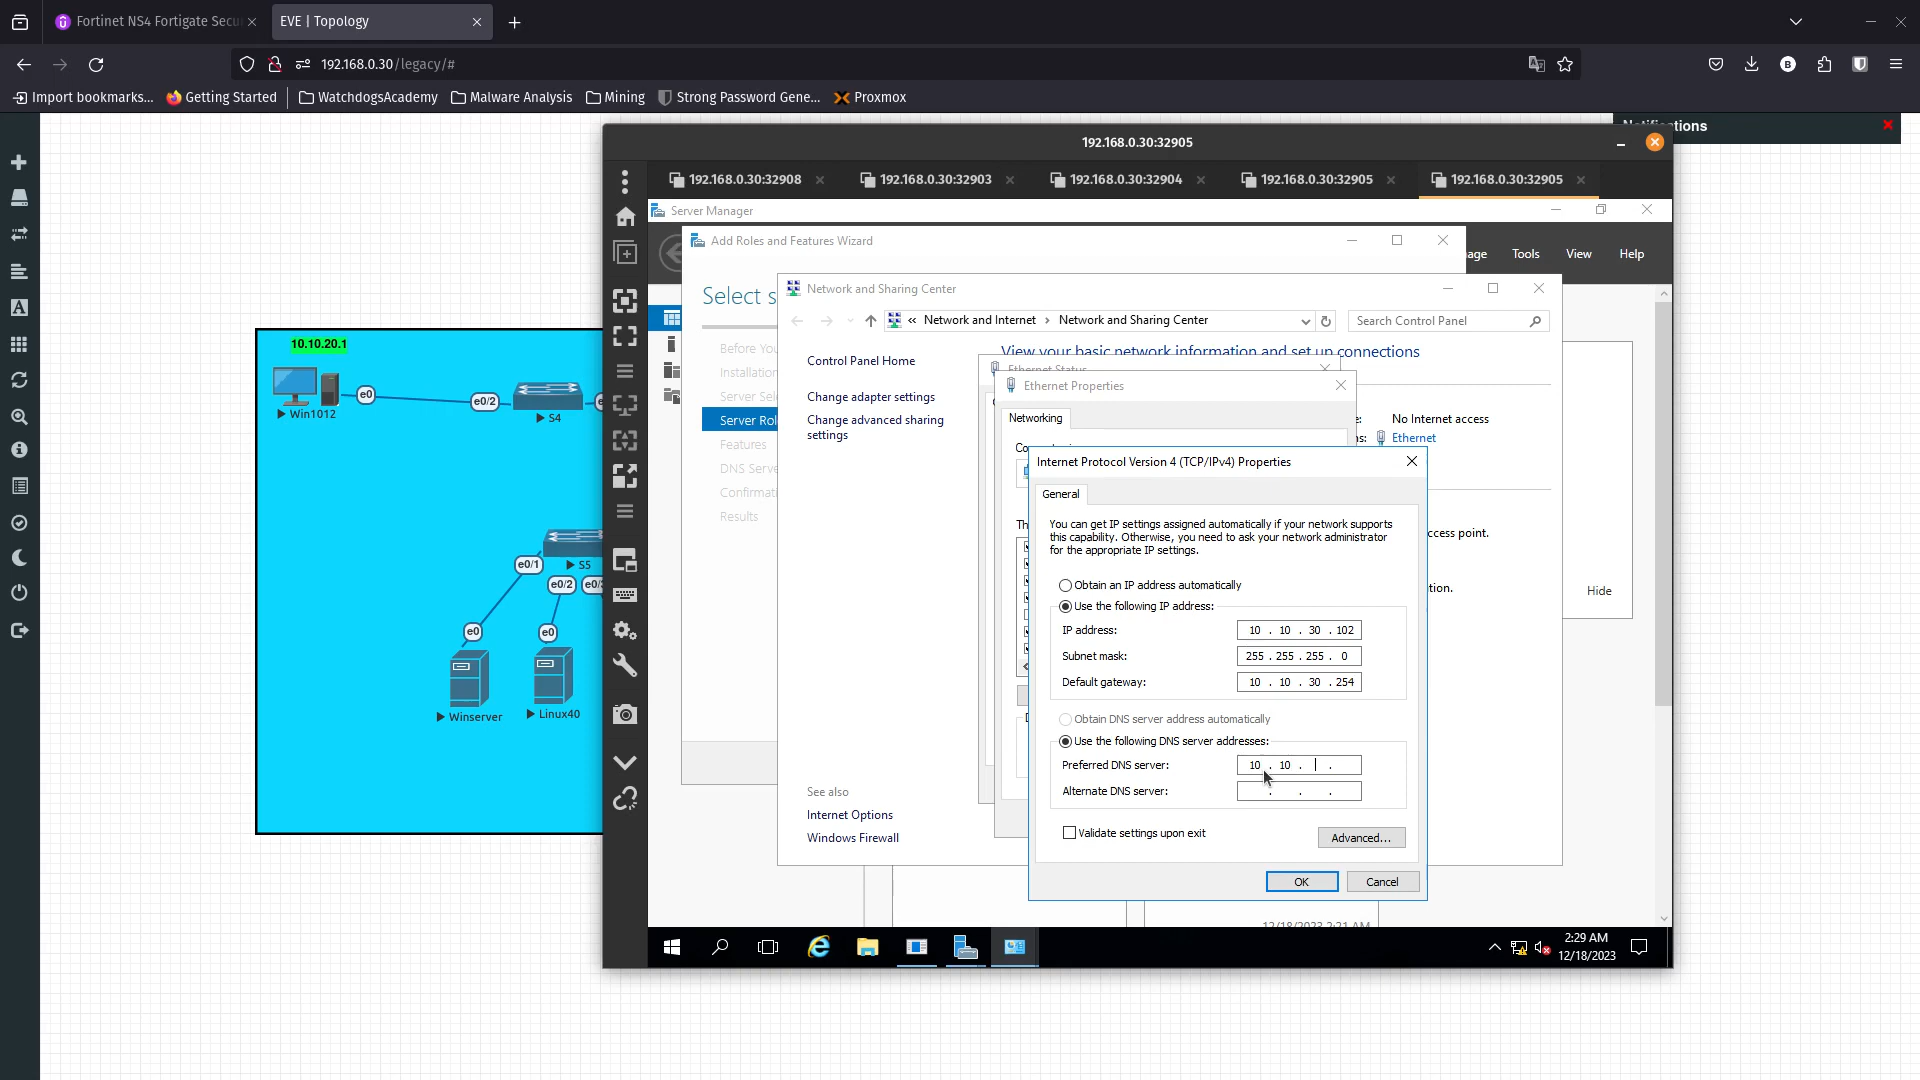 Fortinet NS4 Fortigate Secu
EVE | Topology
192.168.0.30/legacy/#
Import bookmarks...
Getting Started
WatchdogsAcademy
Malware Analysis
Mining
Strong Password Gene...
Proxmox
Notifications
192.168.0.30:32905
192.168.0.30:32908
192.168.0.30:32903
192.168.0.30:32904
192.168.0.30:32905
192.168.0.30:32905
Server Manager
Add Roles and Features Wizard
Tools
View
Help
Select s
Before You
Installation
Server Sele
Server Rol
Features
DNS Serve
Confirmati
Results
Network and Sharing Center
« Network and Internet › Network and Sharing Center
Search Control Panel
Control Panel Home
Change adapter settings
Change advanced sharing
settings
View your basic network information and set up connections
No Internet access
Ethernet
ccess point.
tion.
Hide
See also
Internet Options
Windows Firewall
Ethernet Status
Ethernet Properties
Networking
Internet Protocol Version 4 (TCP/IPv4) Properties
General
You can get IP settings assigned automatically if your network supports
this capability. Otherwise, you need to ask your network administrator
for the appropriate IP settings.
Obtain an IP address automatically
Use the following IP address:
IP address: 10 . 10 . 30 . 102
Subnet mask: 255 . 255 . 255 . 0
Default gateway: 10 . 10 . 30 . 254
Obtain DNS server address automatically
Use the following DNS server addresses:
Preferred DNS server: 10 . 10 . .
Alternate DNS server: . . .
Validate settings upon exit
Advanced...
OK
Cancel
10.10.20.1
Win1012
e0
e0/2
S4
e0/1
S5
e0/2
e0
e0
Winserver
Linux40
12/18/2023 2:21 AM
2:29 AM
12/18/2023